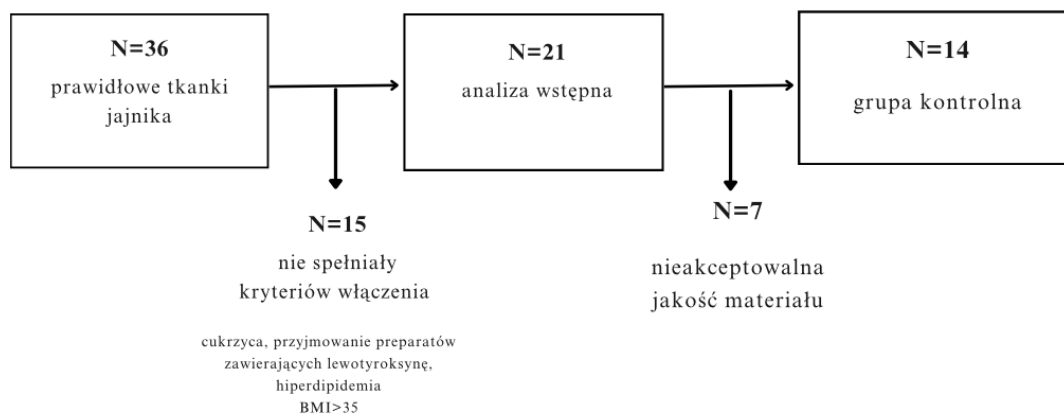 N=36
prawidłowe tkanki
jajnika
N=21
analiza wstępna
N=14
grupa kontrolna
N=15
nie spełniały
kryteriów włączenia
cukrzyca, przyjmowanie preparatów
zawierających lewotyroksynę,
hiperdipidemia
BMI>35
N=7
nieakceptowalna
jakość materiału